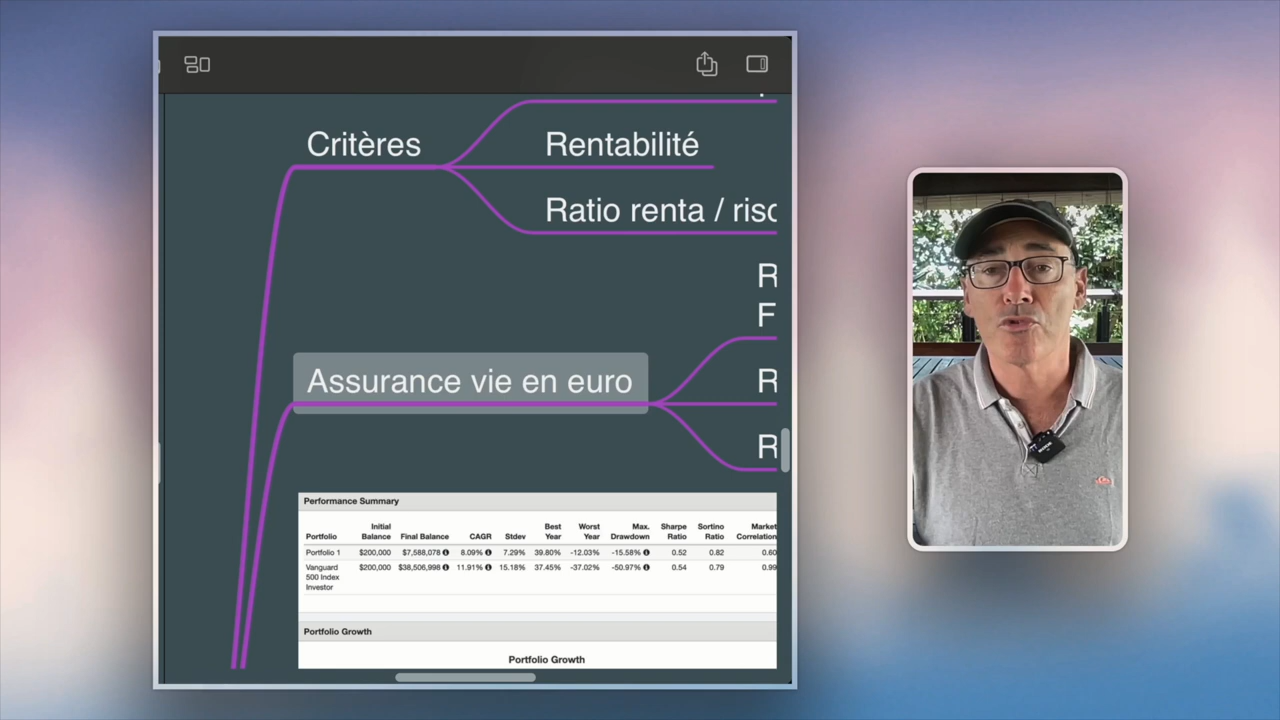 Critères
Rentabilité
Ratio renta /
R
F
Assurance vie en euro
R
R
Performance Summary
Portfolio Initial Balance Final Balance CAGR Stdev Best Year Worst Year Max. Drawdown Sharpe Ratio Sortino Ratio Market Correlation
Portfolio 1 $200,000 $7,588,078 8.09% 7.29% 39.80% -12.03% -15.58% 0.52 0.82 0.60
Vanguard 500 Index Investor $200,000 $38,506,998 11.91% 15.18% 37.45% -37.02% -50.97% 0.54 0.79 0.99
Portfolio Growth
Portfolio Growth